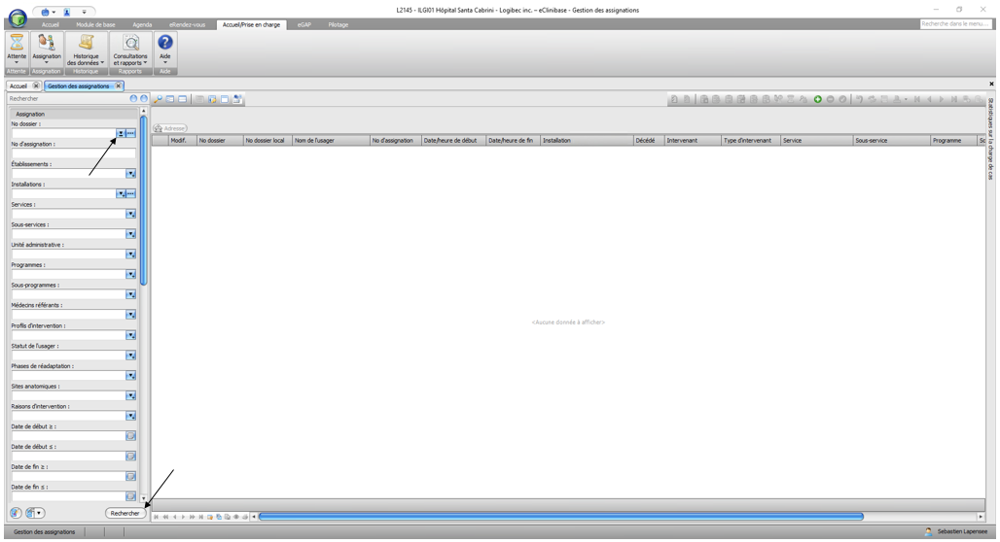 L2145 - ILGI01 Hôpital Santa Cabrini - Logibec inc. – eClinibase - Gestion des assignations
Accueil Module de base Agenda eRendez-vous Accueil/Prise en charge eGAP Pilotage
Recherche dans le menu...
Attente Assignation Historique des données Consultations et rapports Aide
Attente Assignation Historique Rapports Aide
Accueil Gestion des assignations
Rechercher
Assignation
No dossier :
No d'assignation :
Établissements :
Installations :
Services :
Sous-services :
Unité administrative :
Programmes :
Sous-programmes :
Médecins référants :
Profils d'intervention :
Statut de l'usager :
Phases de réadaptation :
Sites anatomiques :
Raisons d'intervention :
Date de début ≥ :
Date de début ≤ :
Date de fin ≥ :
Date de fin ≤ :
Rechercher
Adresse
Modif. No dossier No dossier local Nom de l'usager No d'assignation Date/heure de début Date/heure de fin Installation Décédé Intervenant Type d'intervenant Service Sous-service Programme
<Aucune donnée à afficher>
Statistiques sur la charge de cas
Gestion des assignations
Sebastien Lapensee